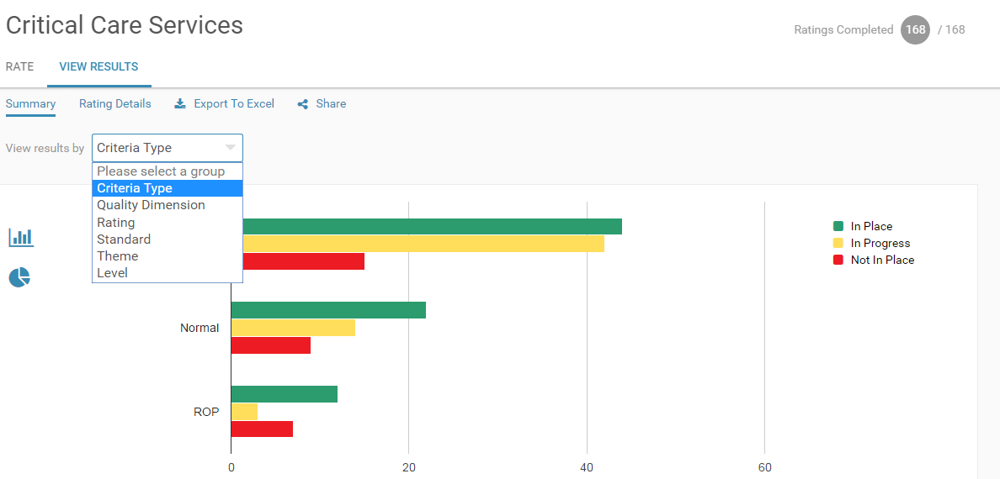 Critical Care Services
Ratings Completed 168 / 168
RATE VIEW RESULTS
Summary Rating Details Export To Excel Share
View results by Criteria Type
Please select a group
Criteria Type
Quality Dimension
Rating
Standard
Theme
Level
In Place
In Progress
Not In Place
Normal
ROP
0 20 40 60